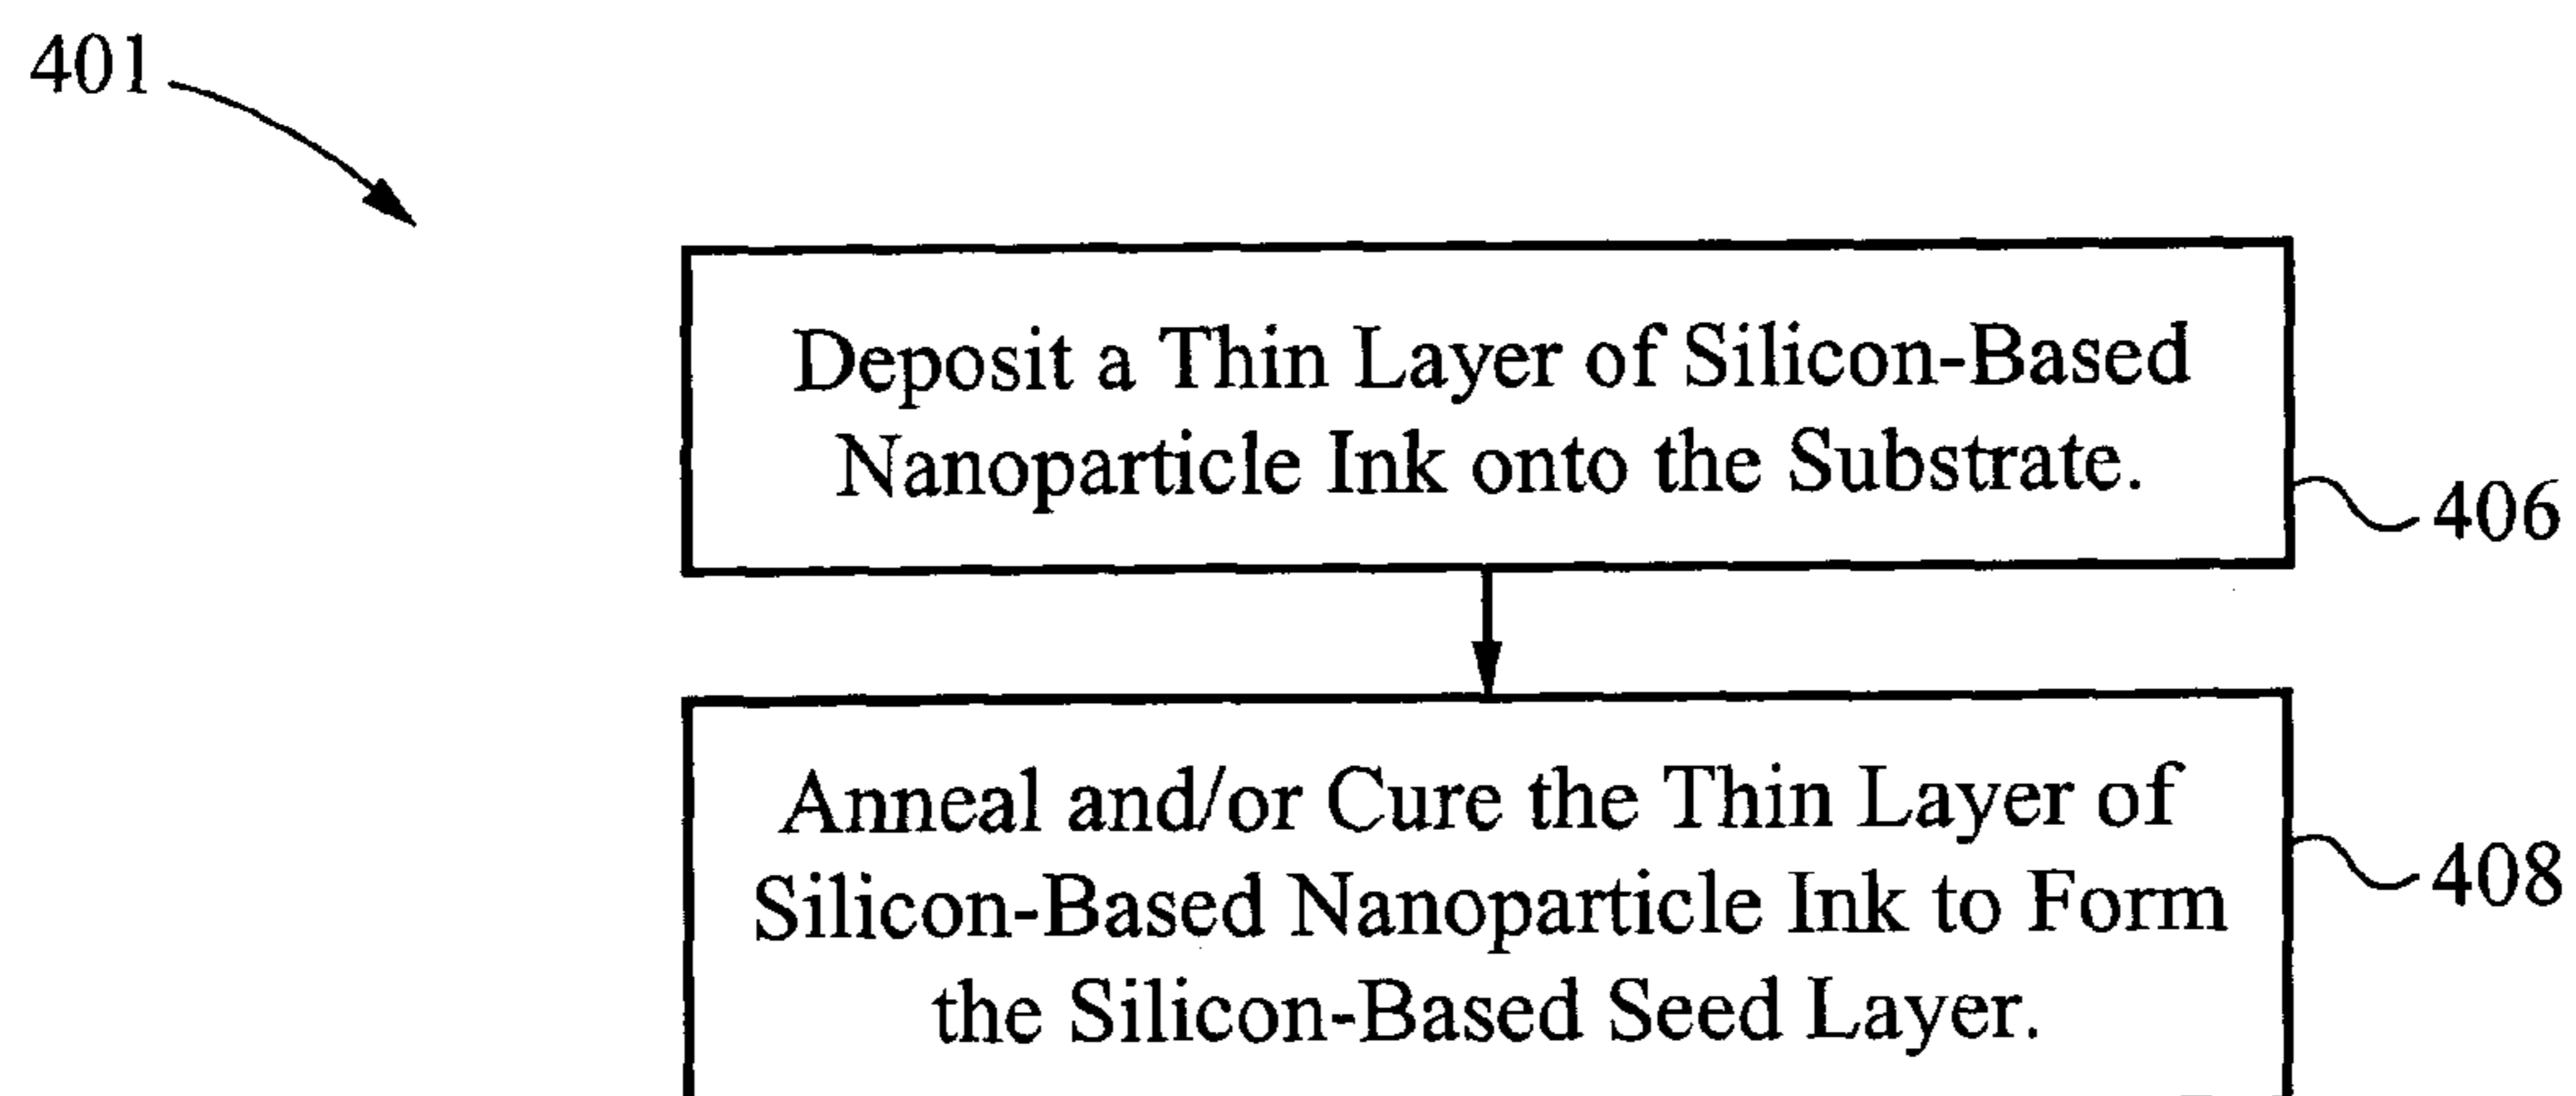 401
Deposit a Thin Layer of Silicon-Based
Nanoparticle Ink onto the Substrate.
406
Anneal and/or Cure the Thin Layer of
Silicon-Based Nanoparticle Ink to Form
the Silicon-Based Seed Layer.
408